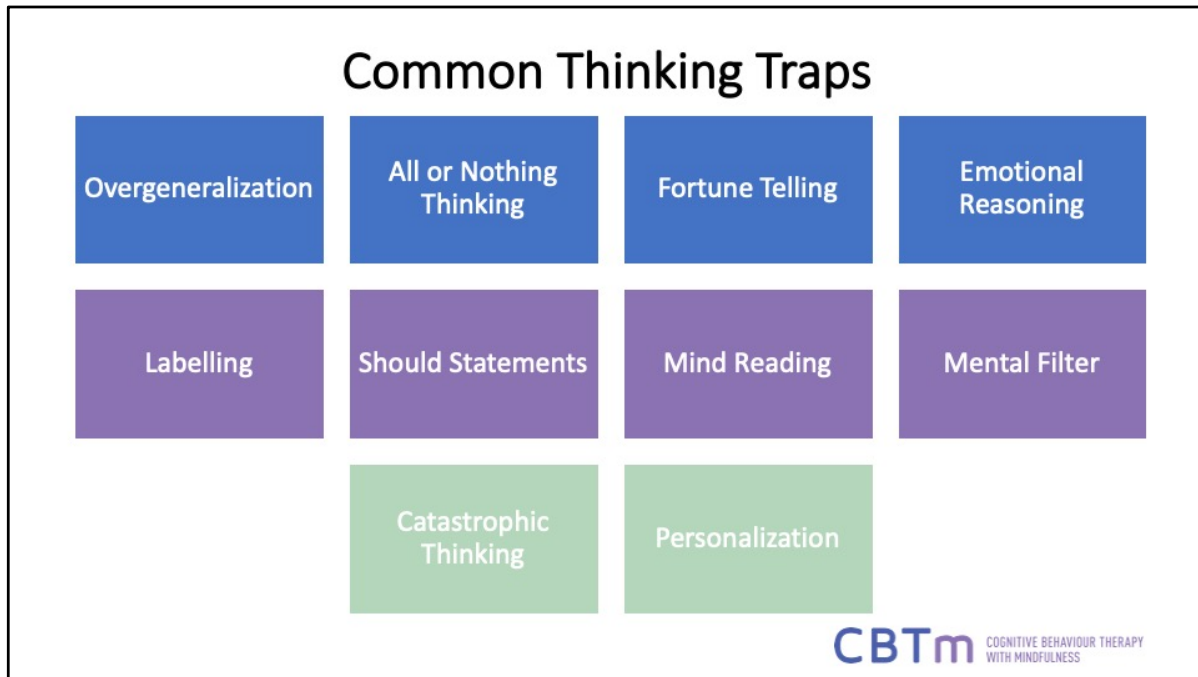 Common Thinking Traps
Overgeneralization
All or Nothing
Thinking
Fortune Telling
Emotional
Reasoning
Labelling
Should Statements
Mind Reading
Mental Filter
Catastrophic
Thinking
Personalization
CBTm
COGNITIVE BEHAVIOUR THERAPY
WITH MINDFULNESS